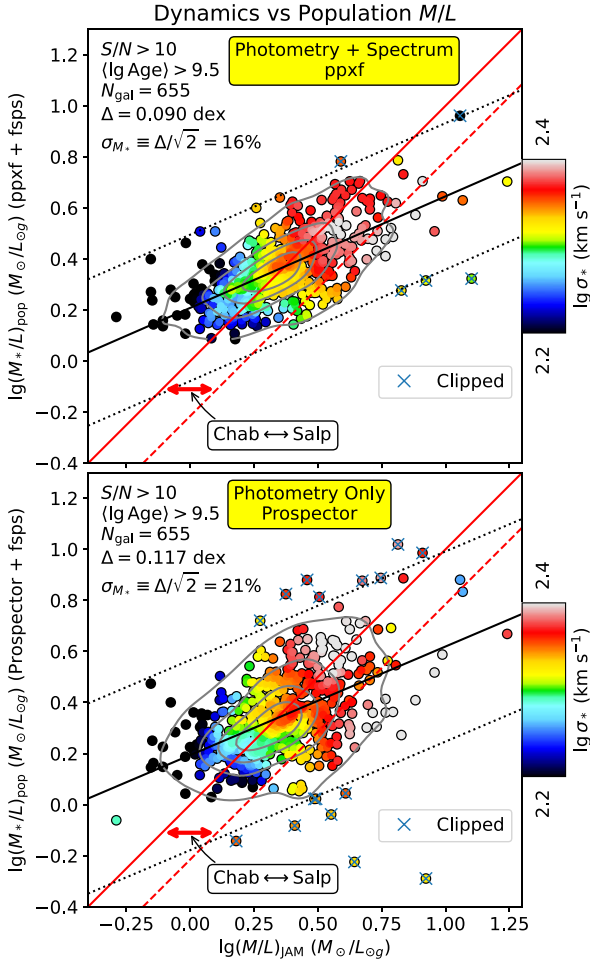 Dynamics vs Population M/L
S/N > 10
⟨lg Age⟩ > 9.5
N_gal = 655
Δ = 0.090 dex
σ_M* ≡ Δ/√2 = 16%
Photometry + Spectrum
ppxf
1.2
1.0
0.8
0.6
0.4
0.2
0.0
−0.2
−0.4
lg(M*/L)_pop (M⊙/L⊙g) (ppxf + fsps)
Clipped
Chab ⟷ Salp
2.4
lg σ* (km s⁻¹)
2.2
S/N > 10
⟨lg Age⟩ > 9.5
N_gal = 655
Δ = 0.117 dex
σ_M* ≡ Δ/√2 = 21%
Photometry Only
Prospector
1.2
1.0
0.8
0.6
0.4
0.2
0.0
−0.2
−0.4
lg(M*/L)_pop (M⊙/L⊙g) (Prospector + fsps)
Clipped
Chab ⟷ Salp
2.4
lg σ* (km s⁻¹)
2.2
−0.25 0.00 0.25 0.50 0.75 1.00 1.25
lg(M/L)_JAM (M⊙/L⊙g)